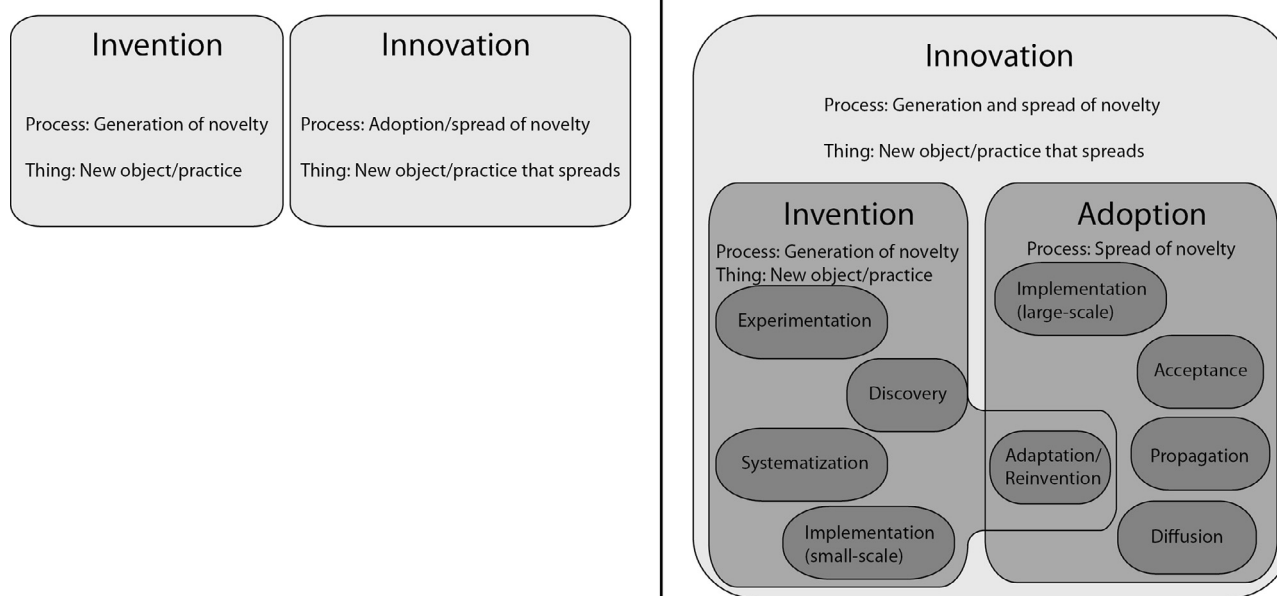 Invention
Process: Generation of novelty
Thing: New object/practice
Innovation
Process: Adoption/spread of novelty
Thing: New object/practice that spreads
Innovation
Process: Generation and spread of novelty
Thing: New object/practice that spreads
Invention
Process: Generation of novelty
Thing: New object/practice
Experimentation
Discovery
Systematization
Implementation
(small-scale)
Adoption
Process: Spread of novelty
Implementation
(large-scale)
Acceptance
Adaptation/
Reinvention
Propagation
Diffusion